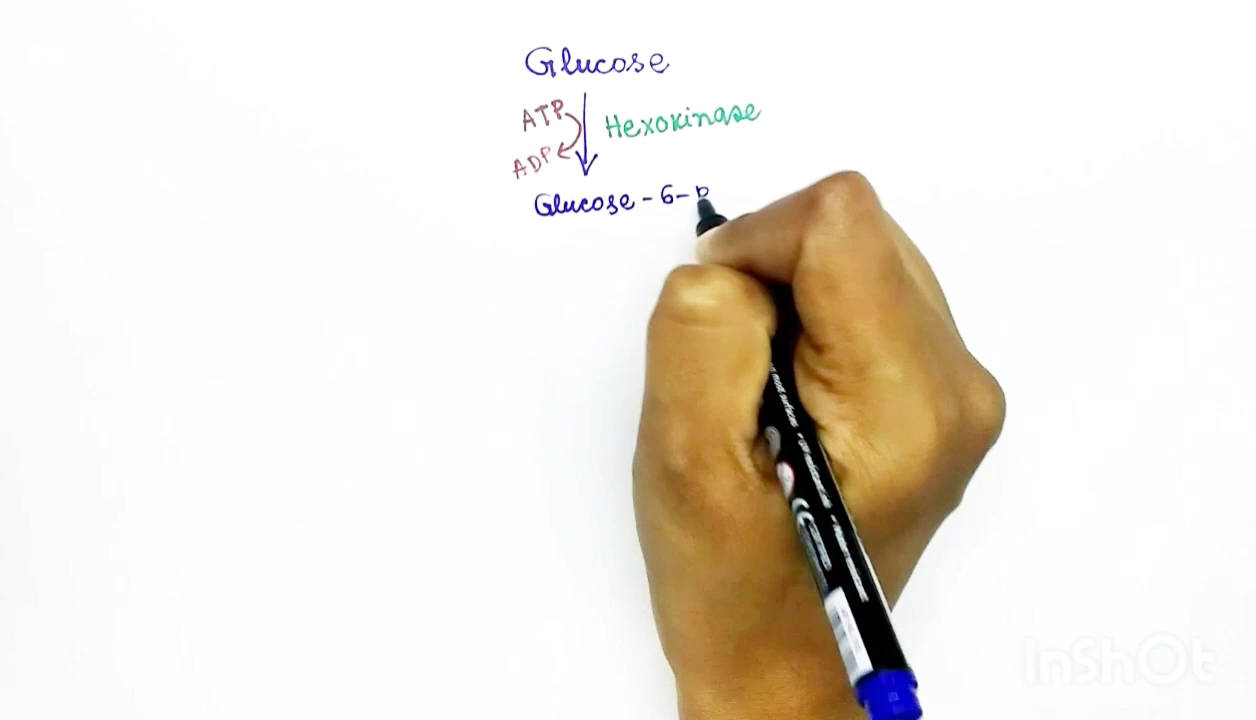 Glucose
ATP
Hexokinase
ADP
Glucose - 6 - P
InShOt